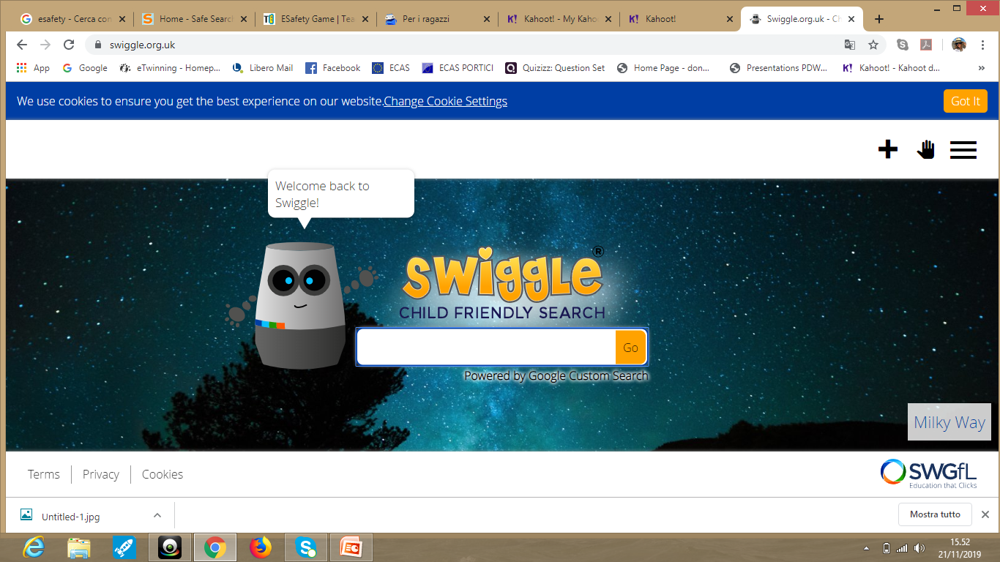 esafety - Cerca con
Home - Safe Search
ESafety Game | Tea
Per i ragazzi
Kahoot! - My Kaho
Kahoot!
Swiggle.org.uk - Ch
swiggle.org.uk
App
Google
eTwinning - Homep...
Libero Mail
Facebook
ECAS
ECAS PORTICI
Quizizz: Question Set
Home Page - don...
Presentations PDW...
Kahoot! - Kahoot d...
»
We use cookies to ensure you get the best experience on our website.Change Cookie Settings
Got It
Welcome back to
Swiggle!
SWIGGLE®
CHILD FRIENDLY SEARCH
Go
Powered by Google Custom Search
Milky Way
Terms
Privacy
Cookies
SWGfL
Education that Clicks
Untitled-1.jpg
Mostra tutto
15.52
21/11/2019